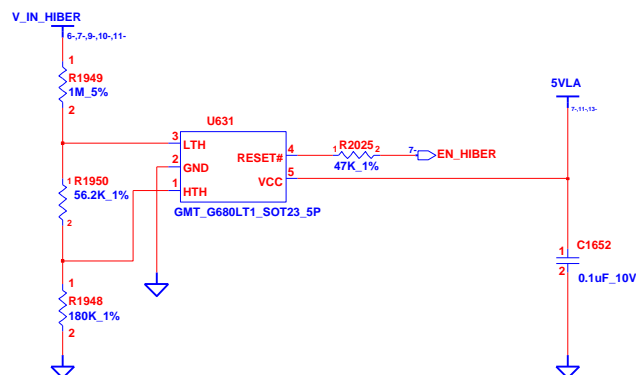 V_IN_HIBER
6-,7-,9-,10-,11-
1
R1949
1M_5%
2
U631
3 LTH
2 GND
1 HTH
RESET# 4
VCC 5
GMT_G680LT1_SOT23_5P
1 R2025 2
47K_1%
7- EN_HIBER
5VLA
7-,11-,13-
1 R1950
56.2K_1%
2
1
R1948
180K_1%
2
C1652
1
2
0.1uF_10V